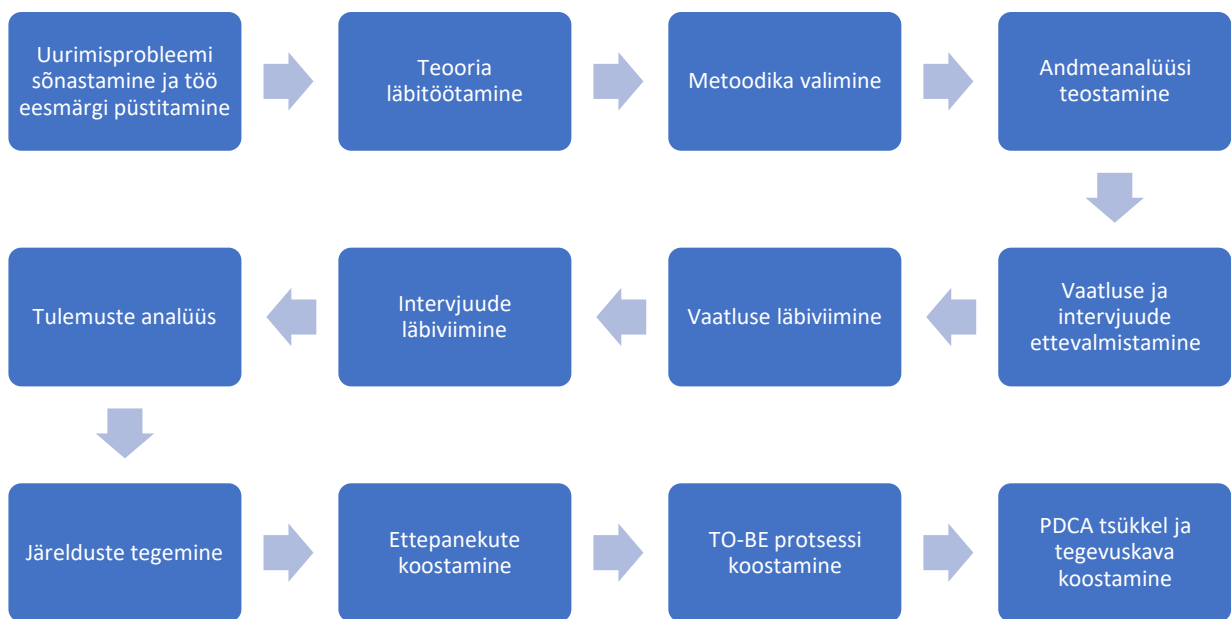 Uurimisprobleemi
sõnastamine ja töö
eesmärgi püstitamine
Teooria
läbitöötamine
Metoodika valimine
Andmeanalüüsi
teostamine
Vaatluse ja
intervjuude
ettevalmistamine
Vaatluse läbiviimine
Intervjuude
läbiviimine
Tulemuste analüüs
Järelduste tegemine
Ettepanekute
koostamine
TO-BE protsessi
koostamine
PDCA tsükkel ja
tegevuskava
koostamine